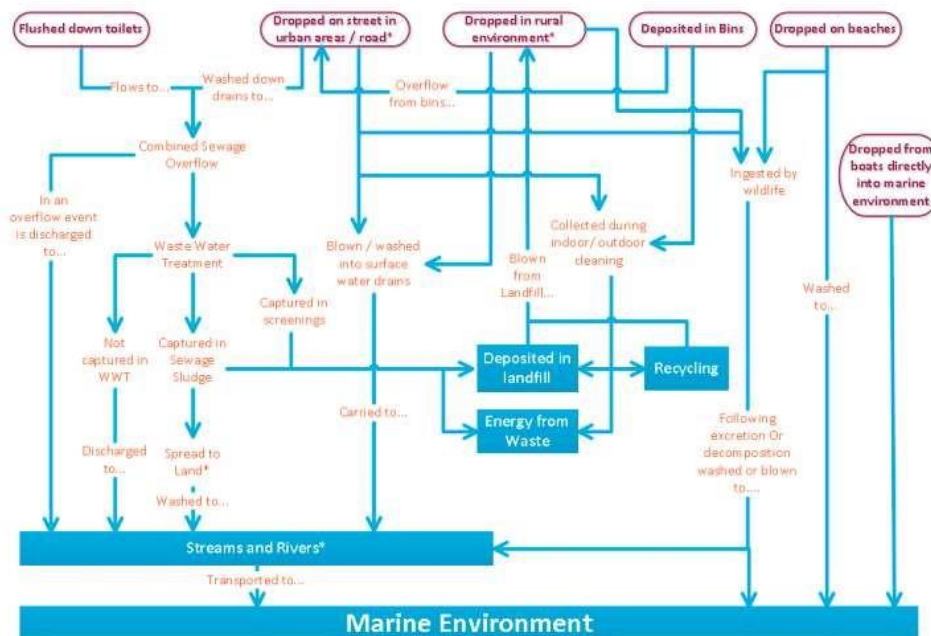 Flushed down toilets
Dropped on street in
urban areas / road*
Dropped in rural
environment*
Deposited in Bins
Dropped on beaches
Flows to...
Washed down
drains to...
Overflow
from bins...
Combined Sewage
Overflow
Dropped from
boats directly
into marine
environment
Ingested by
wildlife
In an
overflow event
is discharged
to...
Collected during
indoor/ outdoor
cleaning
Waste Water
Treatment
Blown / washed
into surface
water drains
Blown
from
Landfill...
Washed
to...
Captured in
screenings
Not
captured in
WWT
Captured in
Sewage
Sludge
Deposited in
landfill
Recycling
Carried to...
Energy from
Waste
Following
excretion Or
decomposition
washed or blown
to....
Discharged
to...
Spread to
Land*
Washed to...
Streams and Rivers*
Transported to...
Marine Environment